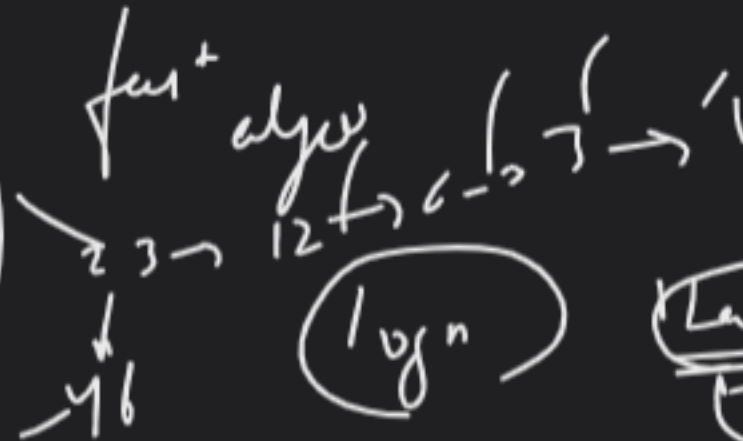 fast
algo
23 → 12 → 6 → 3 →
log n
46